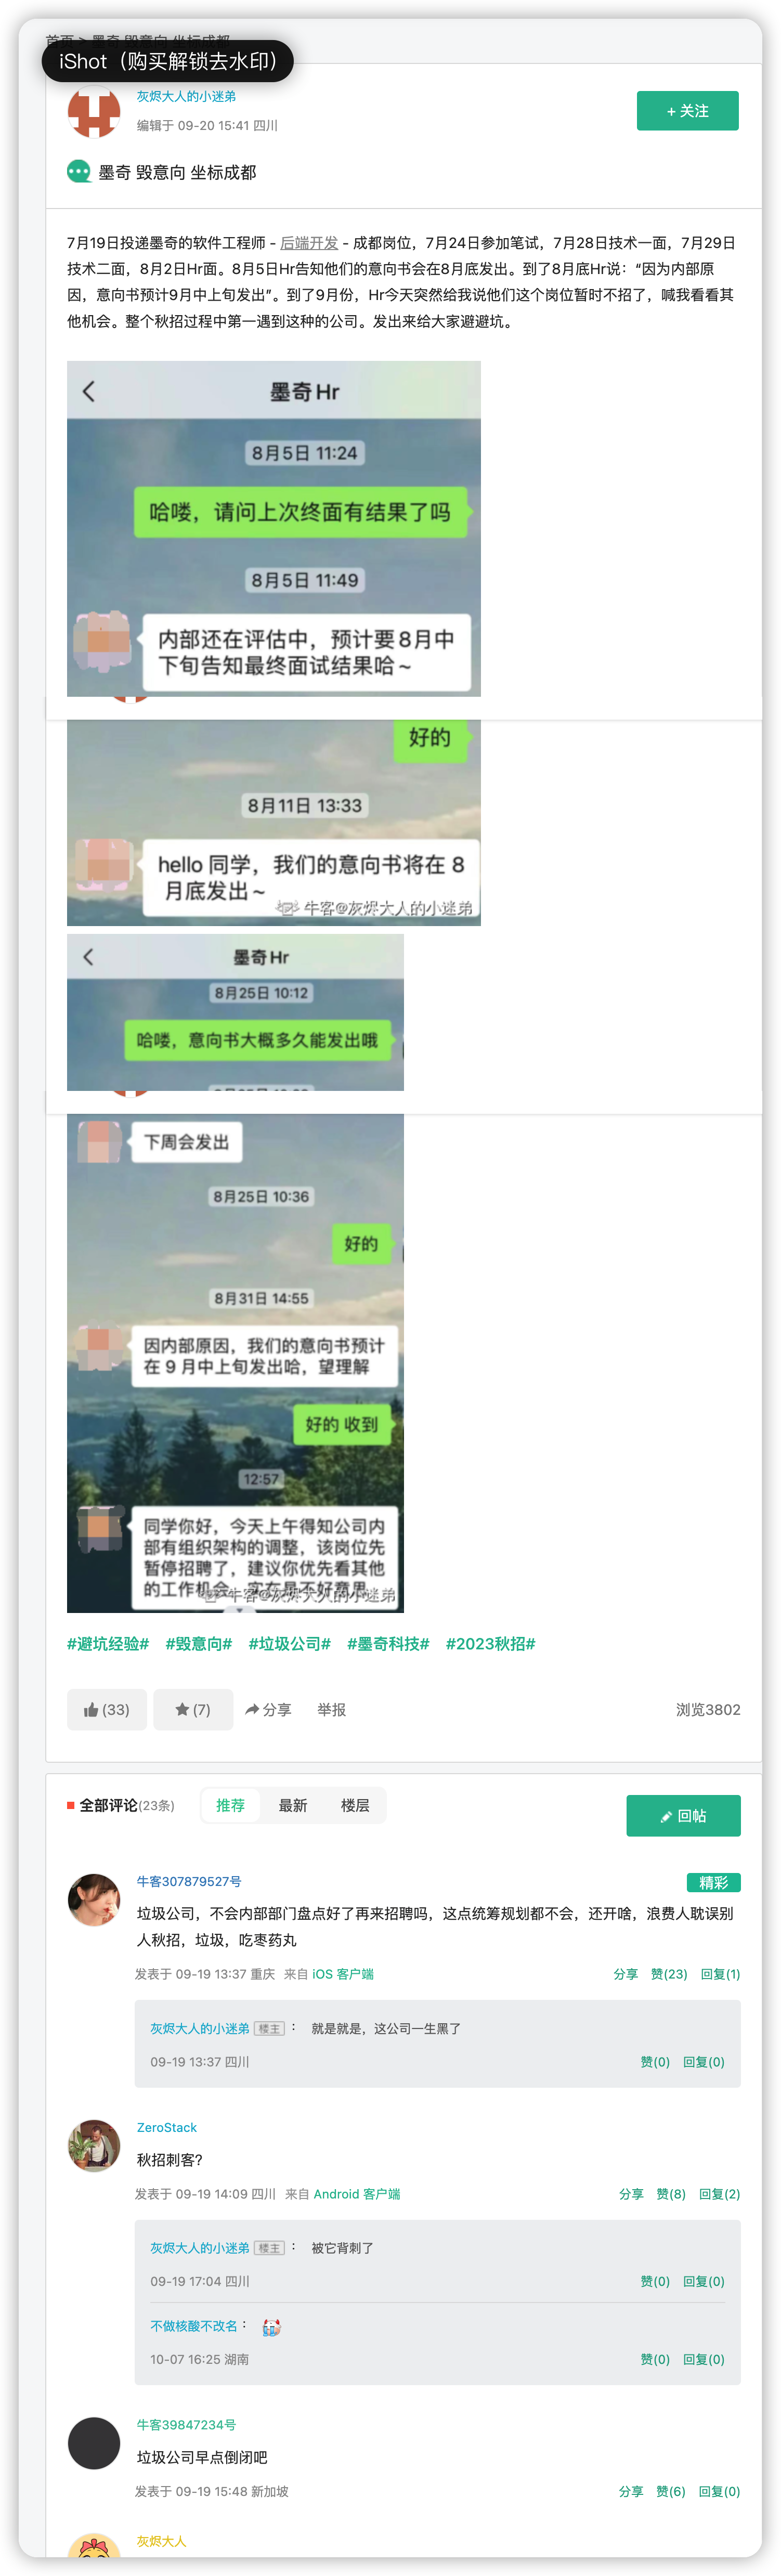 首页 > 墨奇 毁意向 坐标成都
iShot（购买解锁去水印）
灰烬大人的小迷弟
编辑于 09-20 15:41 四川
+ 关注
墨奇 毁意向 坐标成都
7月19日投递墨奇的软件工程师 - 后端开发 - 成都岗位，7月24日参加笔试，7月28日技术一面，7月29日
技术二面，8月2日Hr面。8月5日Hr告知他们的意向书会在8月底发出。到了8月底Hr说：“因为内部原
因，意向书预计9月中上旬发出”。到了9月份，Hr今天突然给我说他们这个岗位暂时不招了，喊我看看其
他机会。整个秋招过程中第一遇到这种的公司。发出来给大家避避坑。
墨奇Hr
8月5日 11:24
哈喽，请问上次终面有结果了吗
8月5日 11:49
内部还在评估中，预计要8月中
下旬告知最终面试结果哈~
好的
8月11日 13:33
hello 同学，我们的意向书将在 8
月底发出~
牛客@灰烬大人的小迷弟
墨奇Hr
8月25日 10:12
哈喽，意向书大概多久能发出哦
下周会发出
8月25日 10:36
好的
8月31日 14:55
因内部原因，我们的意向书预计
在 9 月中上旬发出哈，望理解
好的 收到
12:57
同学你好，今天上午得知公司内
部有组织架构的调整，该岗位先
暂停招聘了，建议你优先看其他
的工作机会，实在是不好意思
牛客@灰烬大人的小迷弟
#避坑经验# #毁意向# #垃圾公司# #墨奇科技# #2023秋招#
(33) (7) 分享 举报 浏览3802
全部评论(23条) 推荐 最新 楼层 回帖
牛客307879527号 精彩
垃圾公司，不会内部部门盘点好了再来招聘吗，这点统筹规划都不会，还开啥，浪费人耽误别
人秋招，垃圾，吃枣药丸
发表于 09-19 13:37 重庆 来自 iOS 客户端 分享 赞(23) 回复(1)
灰烬大人的小迷弟 楼主 ： 就是就是，这公司一生黑了
09-19 13:37 四川 赞(0) 回复(0)
ZeroStack
秋招刺客?
发表于 09-19 14:09 四川 来自 Android 客户端 分享 赞(8) 回复(2)
灰烬大人的小迷弟 楼主 ： 被它背刺了
09-19 17:04 四川 赞(0) 回复(0)
不做核酸不改名：
10-07 16:25 湖南 赞(0) 回复(0)
牛客39847234号
垃圾公司早点倒闭吧
发表于 09-19 15:48 新加坡 分享 赞(6) 回复(0)
灰烬大人